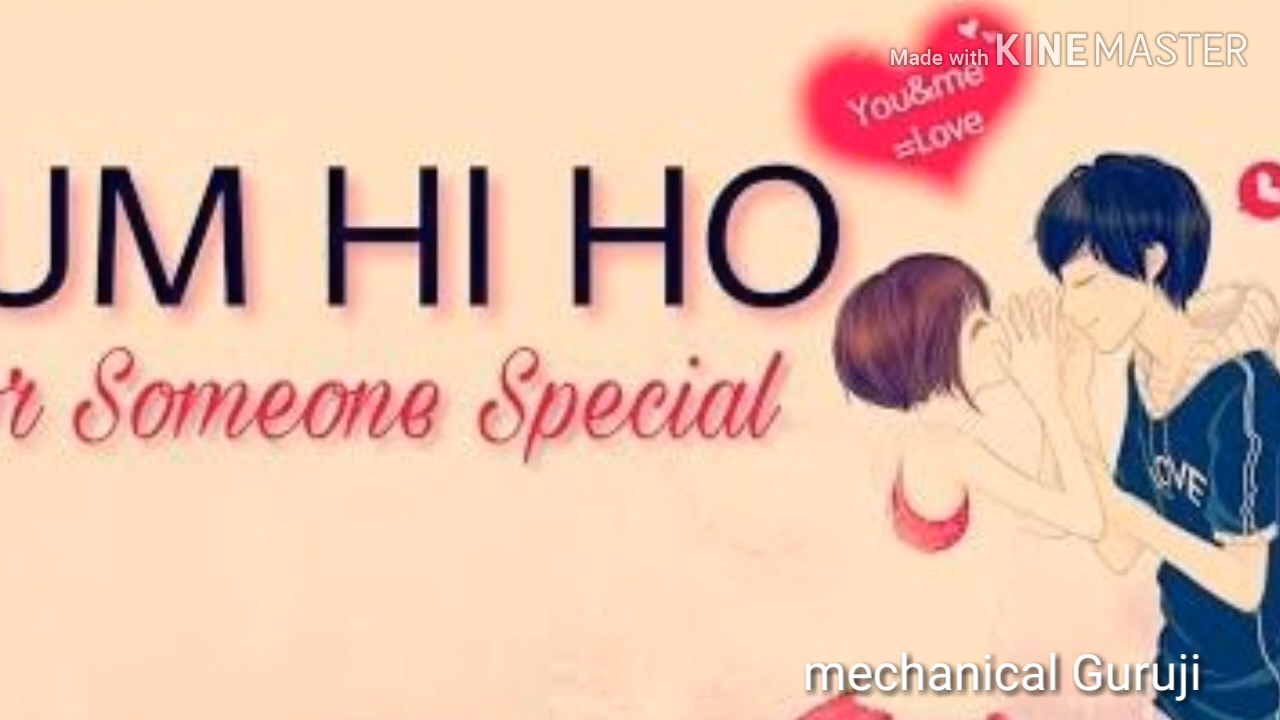 Made with KINEMASTER
You&me
=Love
UM HI HO
r Someone Special
LOVE
mechanical Guruji